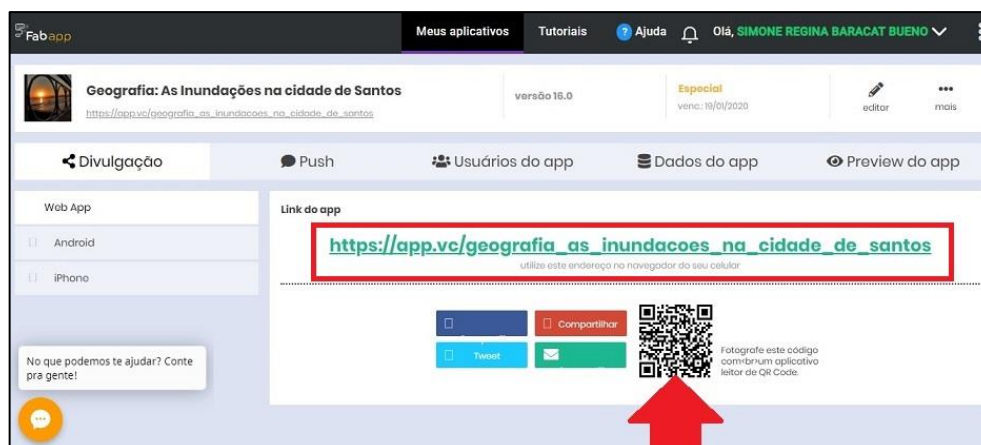 Fabapp
Meus aplicativos
Tutoriais
? Ajuda
Olá, SIMONE REGINA BARACAT BUENO
Geografia: As Inundações na cidade de Santos
https://app.vc/geografia_as_inundacoes_na_cidade_de_santos
versão 16.0
Especial
venc.: 19/01/2020
editar
mais
Divulgação
Push
Usuários do app
Dados do app
Preview do app
Web App
Android
iPhone
Link do app
https://app.vc/geografia_as_inundacoes_na_cidade_de_santos
utilize este endereço no navegador do seu celular
Compartilhar
Tweet
Fotografe este código
com<br>um aplicativo
leitor de QR Code.
No que podemos te ajudar? Conte
pra gente!